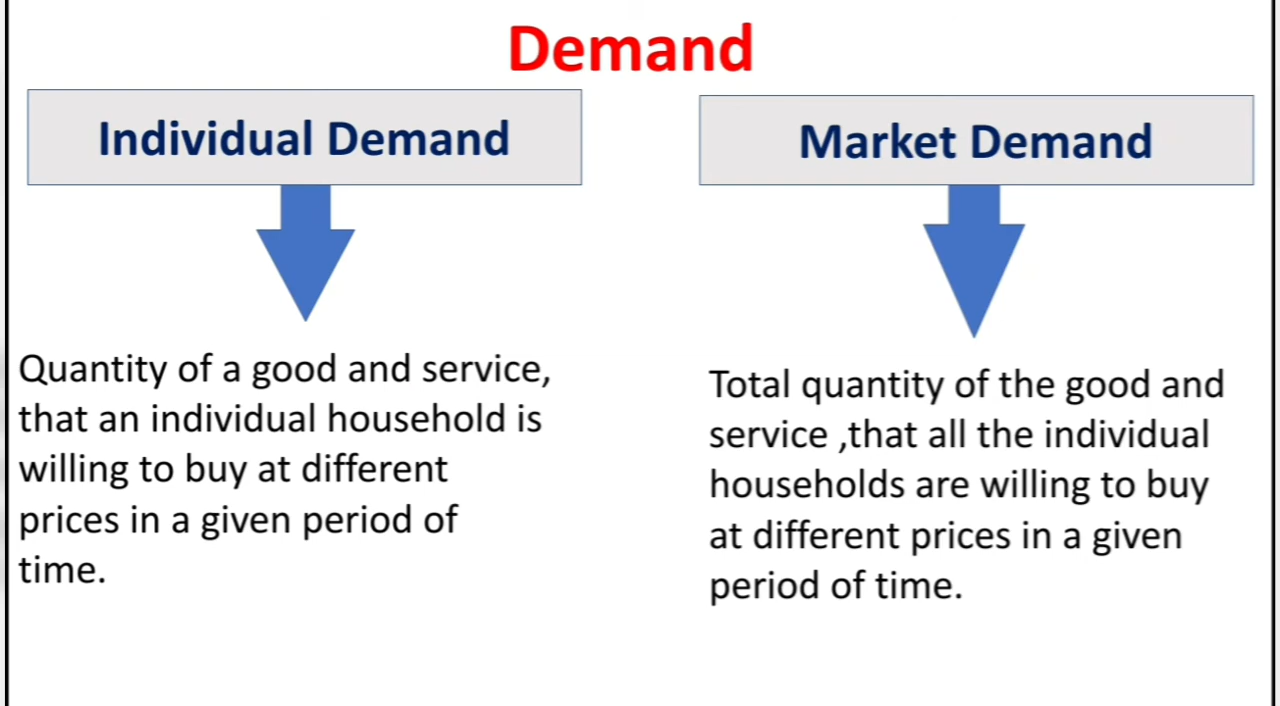 Demand
Individual Demand
Quantity of a good and service,
that an individual household is
willing to buy at different
prices in a given period of
time.
Market Demand
Total quantity of the good and
service ,that all the individual
households are willing to buy
at different prices in a given
period of time.